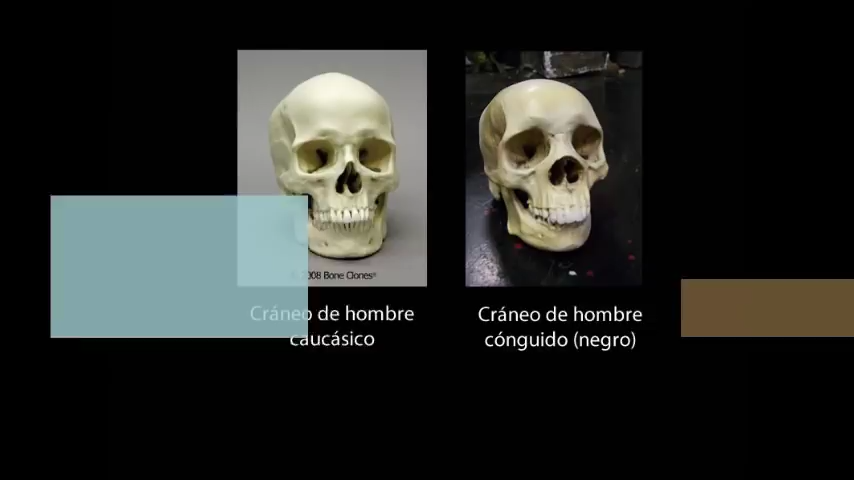 2008 Bone Clones®
Cráneo de hombre
caucásico
Cráneo de hombre
cónguido (negro)